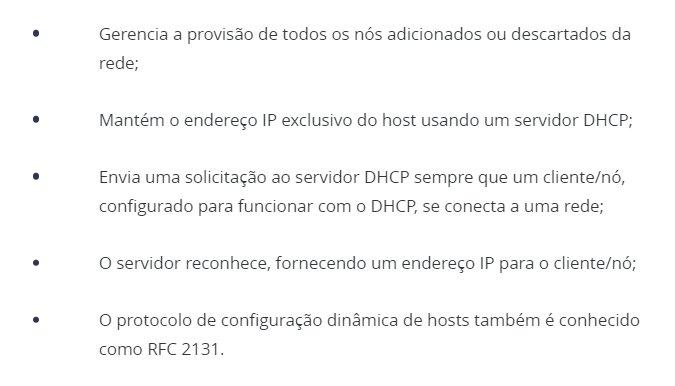 • Gerencia a provisão de todos os nós adicionados ou descartados da
rede;
• Mantém o endereço IP exclusivo do host usando um servidor DHCP;
• Envia uma solicitação ao servidor DHCP sempre que um cliente/nó,
configurado para funcionar com o DHCP, se conecta a uma rede;
• O servidor reconhece, fornecendo um endereço IP para o cliente/nó;
• O protocolo de configuração dinâmica de hosts também é conhecido
como RFC 2131.